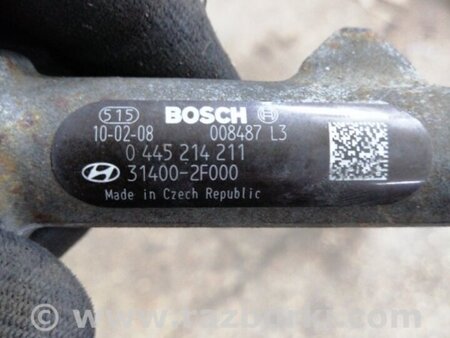 515 BOSCH
10-02-08 008487 L3
0 445 214 211
31400-2F000
Made in Czech Republic
© www.razborki.com